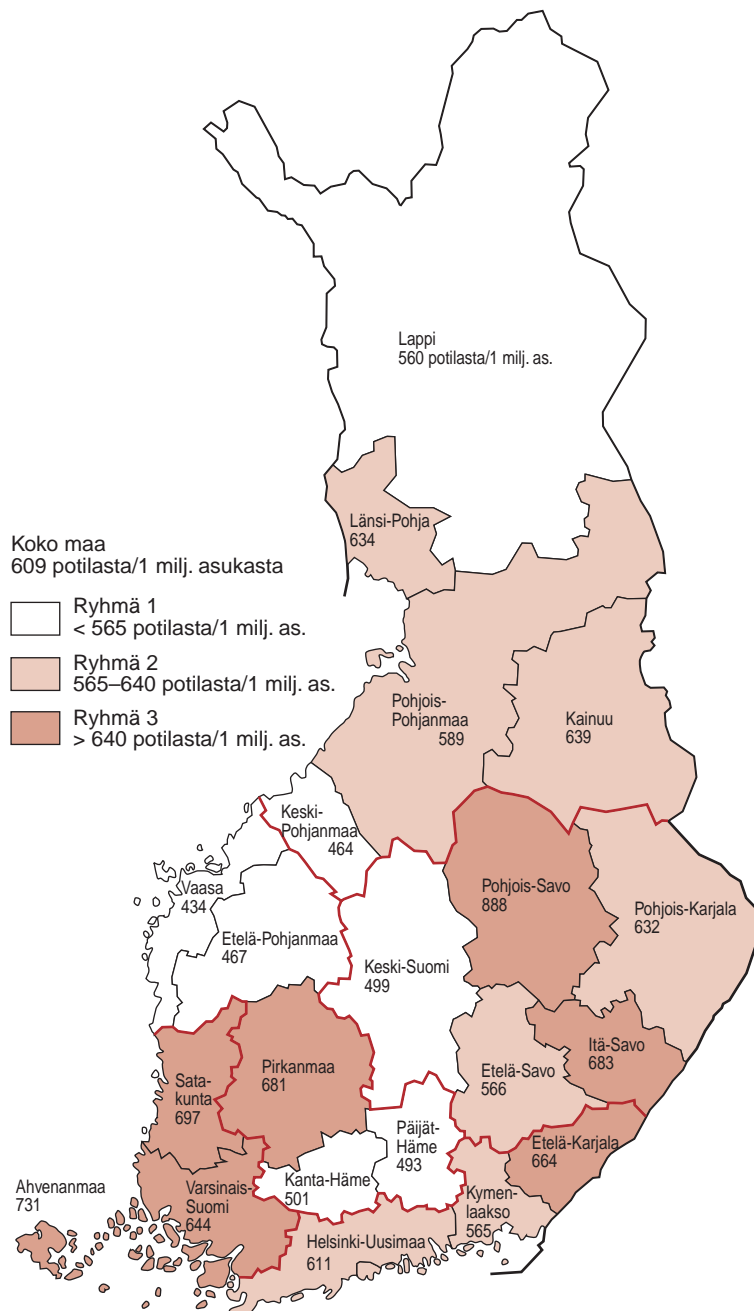 Lappi
560 potilasta/1 milj. as.
Länsi-Pohja
634
Koko maa
609 potilasta/1 milj. asukasta
Ryhmä 1
< 565 potilasta/1 milj. as.
Ryhmä 2
565–640 potilasta/1 milj. as.
Ryhmä 3
> 640 potilasta/1 milj. as.
Pohjois-
Pohjanmaa
589
Kainuu
639
Keski-
Pohjanmaa
464
Vaasa
434
Etelä-Pohjanmaa
467
Keski-Suomi
499
Pohjois-Savo
888
Pohjois-Karjala
632
Sata-
kunta
697
Pirkanmaa
681
Etelä-Savo
566
Itä-Savo
683
Päijät-
Häme
493
Etelä-Karjala
664
Ahvenanmaa
731
Varsinais-
Suomi
644
Kanta-Häme
501
Kymen-
laakso
565
Helsinki-Uusimaa
611